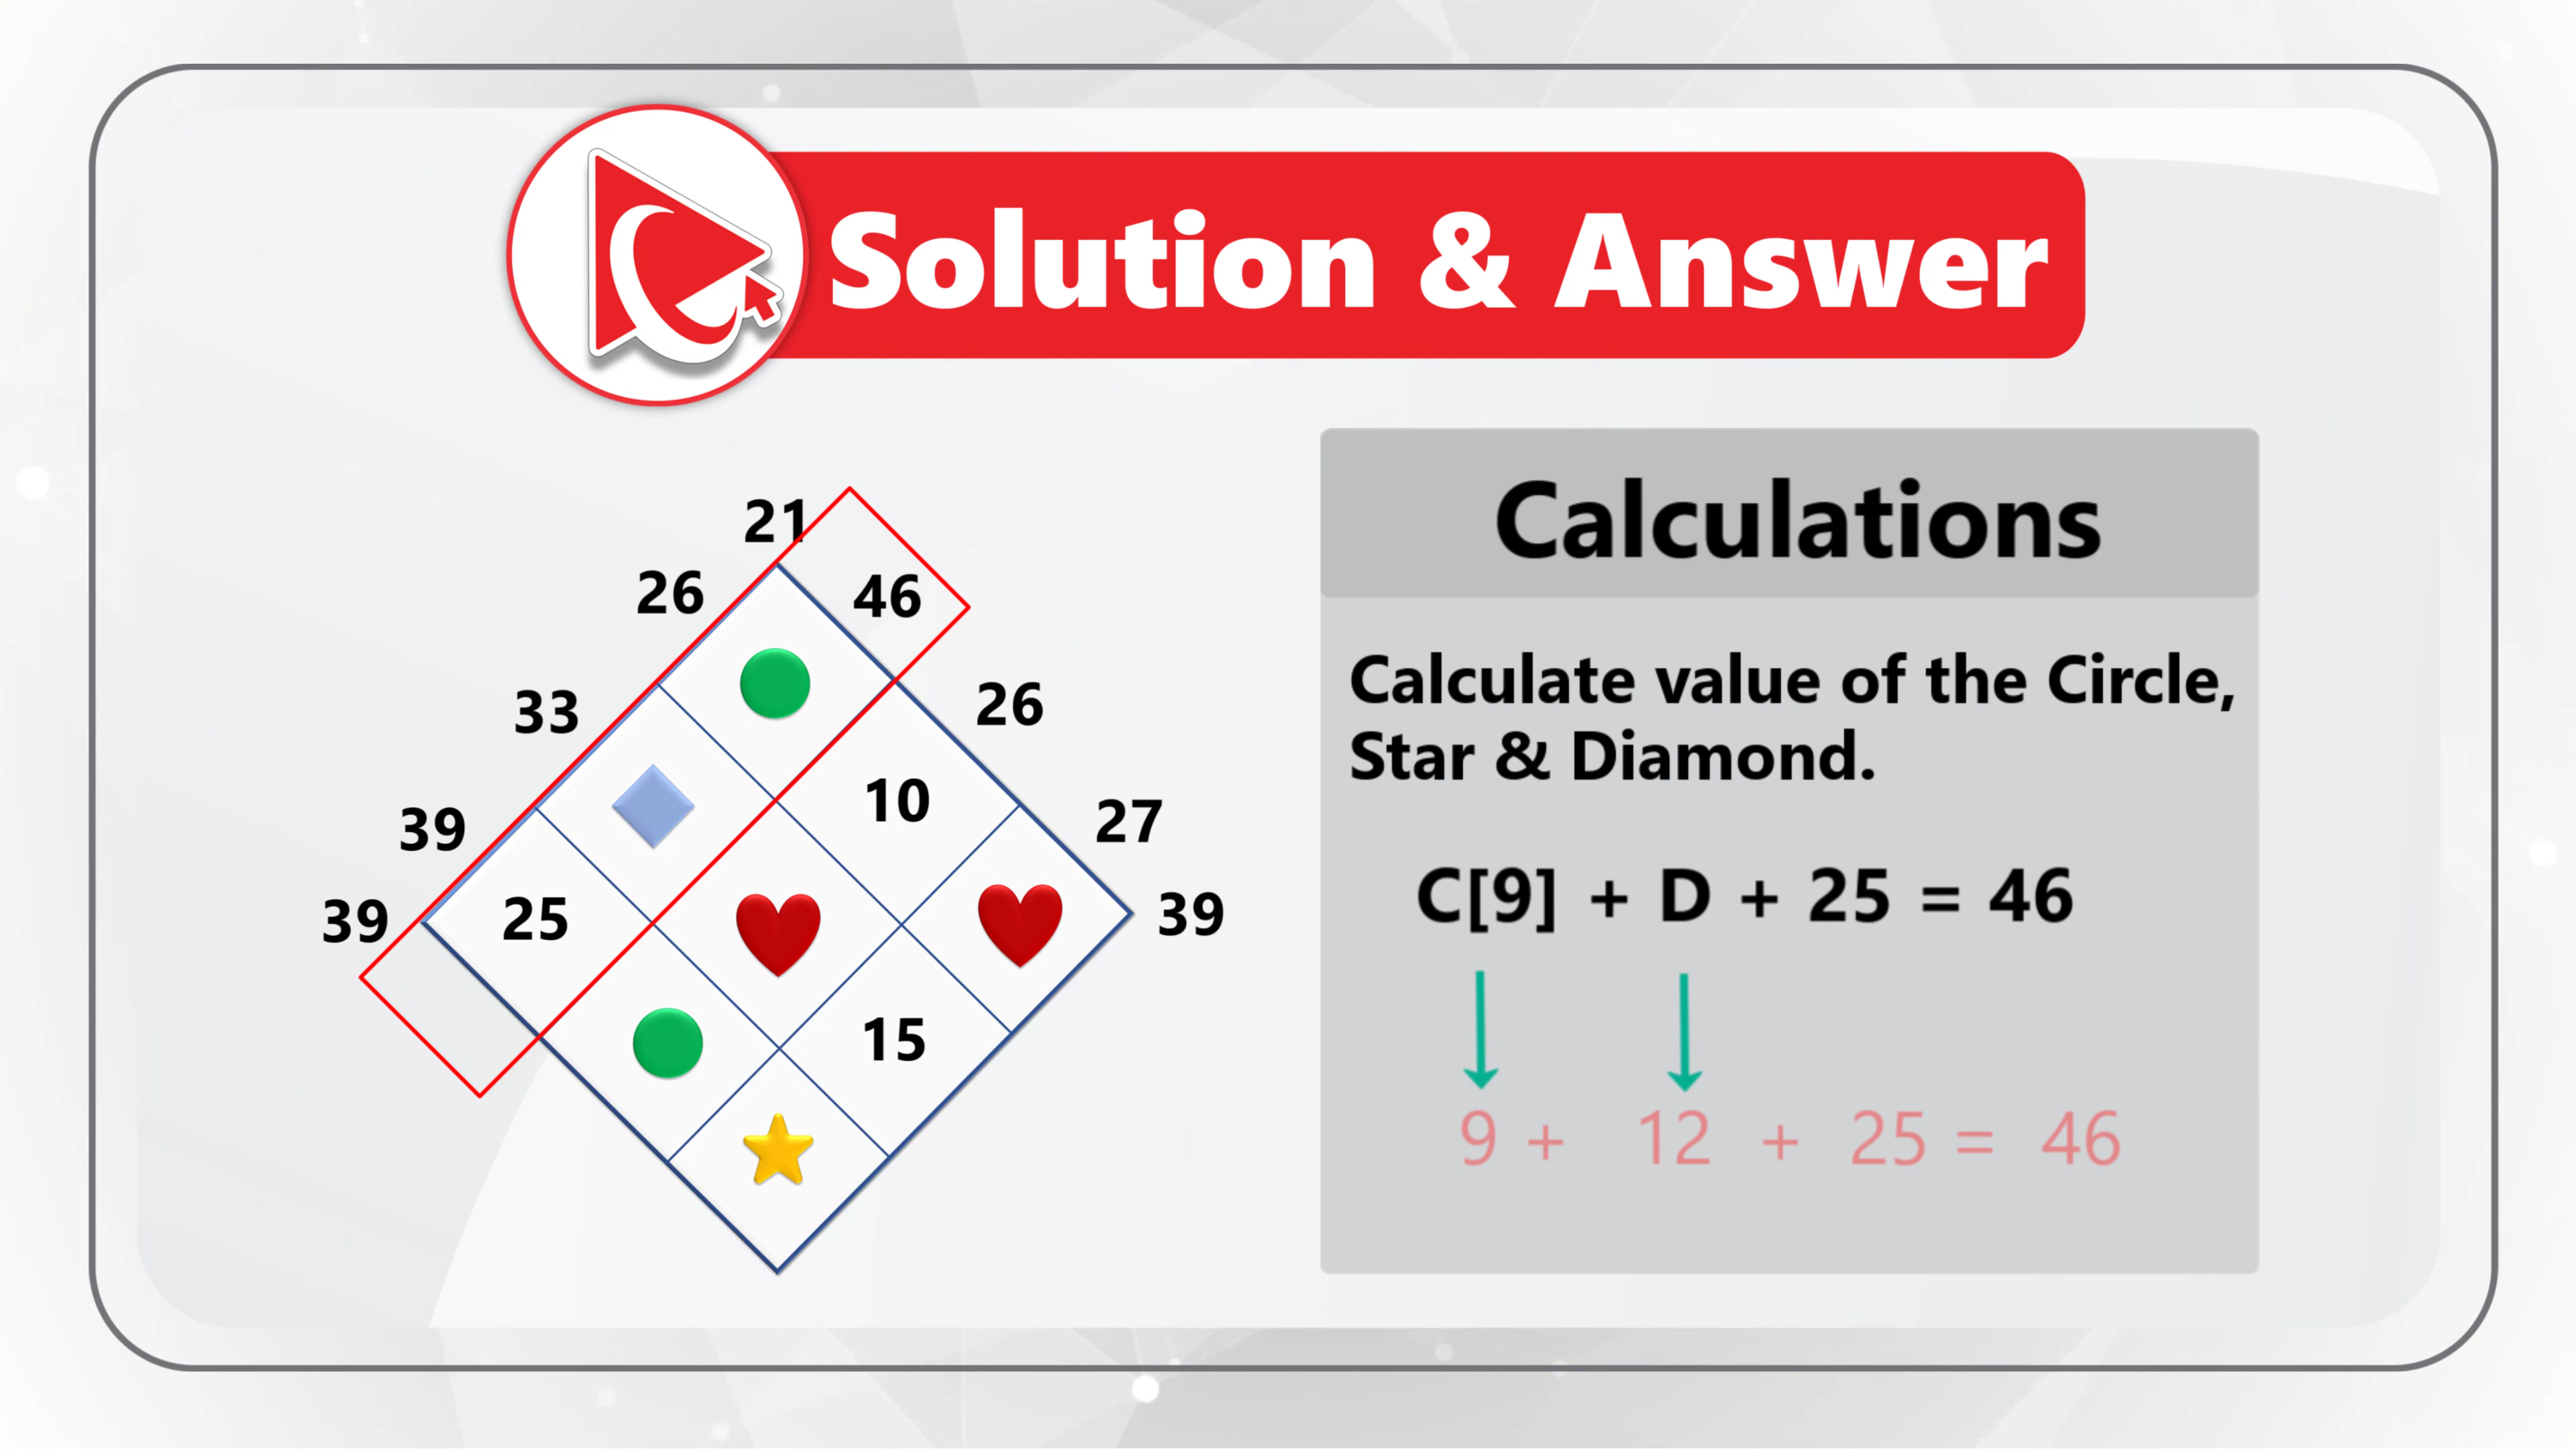 Solution & Answer
21
26 46
33 26
39 10 27
39 25 39
15
Calculations
Calculate value of the Circle,
Star & Diamond.
C[9] + D + 25 = 46
9 + 12 + 25 = 46